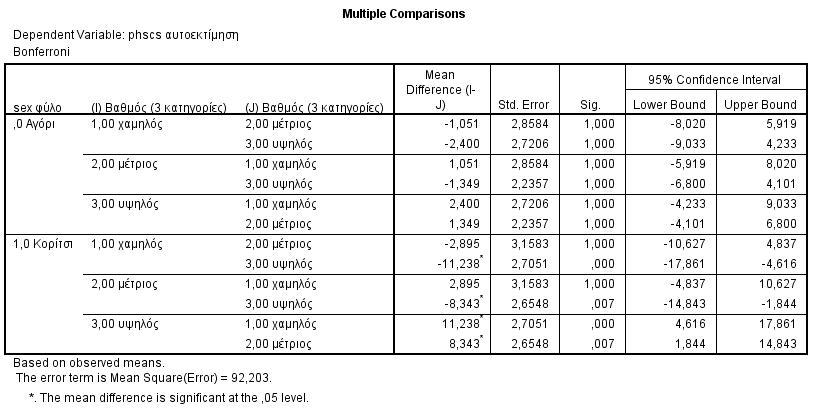 Multiple Comparisons
Dependent Variable: phscs αυτοεκτίμηση
Bonferroni
sex φύλο (I) Βαθμός (3 κατηγορίες) (J) Βαθμός (3 κατηγορίες) Mean Difference (I-J) Std. Error Sig. 95% Confidence Interval Lower Bound Upper Bound
,0 Αγόρι 1,00 χαμηλός 2,00 μέτριος -1,051 2,8584 1,000 -8,020 5,919
3,00 υψηλός -2,400 2,7206 1,000 -9,033 4,233
2,00 μέτριος 1,00 χαμηλός 1,051 2,8584 1,000 -5,919 8,020
3,00 υψηλός -1,349 2,2357 1,000 -6,800 4,101
3,00 υψηλός 1,00 χαμηλός 2,400 2,7206 1,000 -4,233 9,033
2,00 μέτριος 1,349 2,2357 1,000 -4,101 6,800
1,0 Κορίτσι 1,00 χαμηλός 2,00 μέτριος -2,895 3,1583 1,000 -10,627 4,837
3,00 υψηλός -11,238* 2,7051 ,000 -17,861 -4,616
2,00 μέτριος 1,00 χαμηλός 2,895 3,1583 1,000 -4,837 10,627
3,00 υψηλός -8,343* 2,6548 ,007 -14,843 -1,844
3,00 υψηλός 1,00 χαμηλός 11,238* 2,7051 ,000 4,616 17,861
2,00 μέτριος 8,343* 2,6548 ,007 1,844 14,843
Based on observed means.
The error term is Mean Square(Error) = 92,203.
*. The mean difference is significant at the ,05 level.